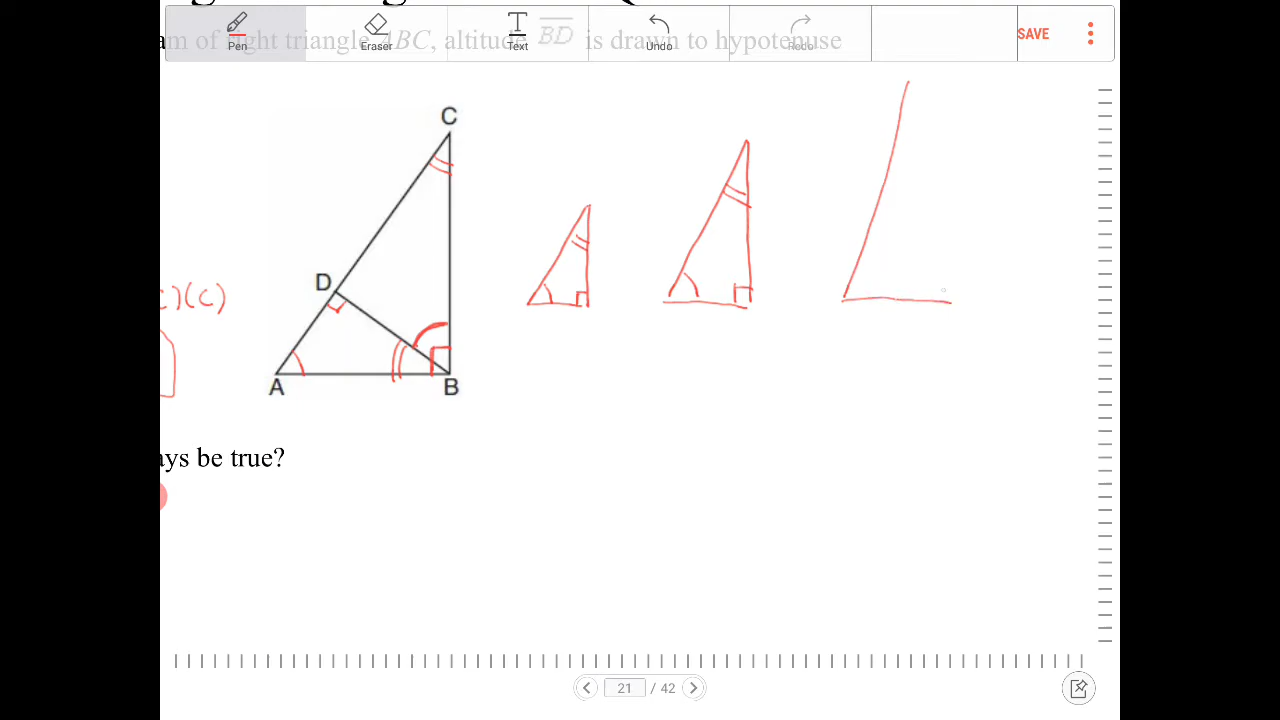 Pen
Eraser
Text
Undo
Redo
SAVE
am of right triangle ABC, altitude BD is drawn to hypotenuse
C
D
)(C)
A
B
ays be true?
21 / 42